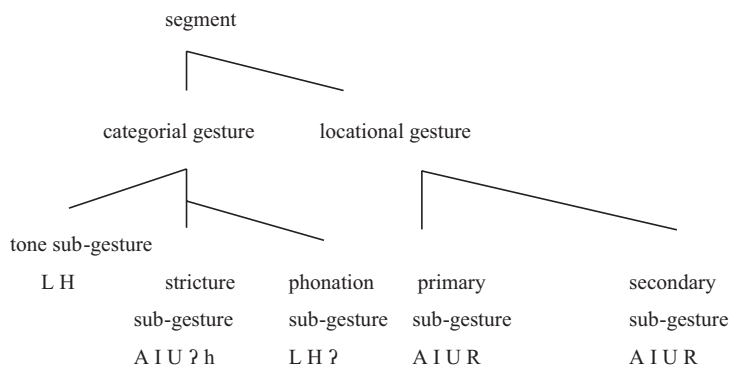 segment
categorial gesture locational gesture
tone sub-gesture
L H stricture phonation primary secondary
sub-gesture sub-gesture sub-gesture sub-gesture
A I U ʔ h L H ʔ A I U R A I U R